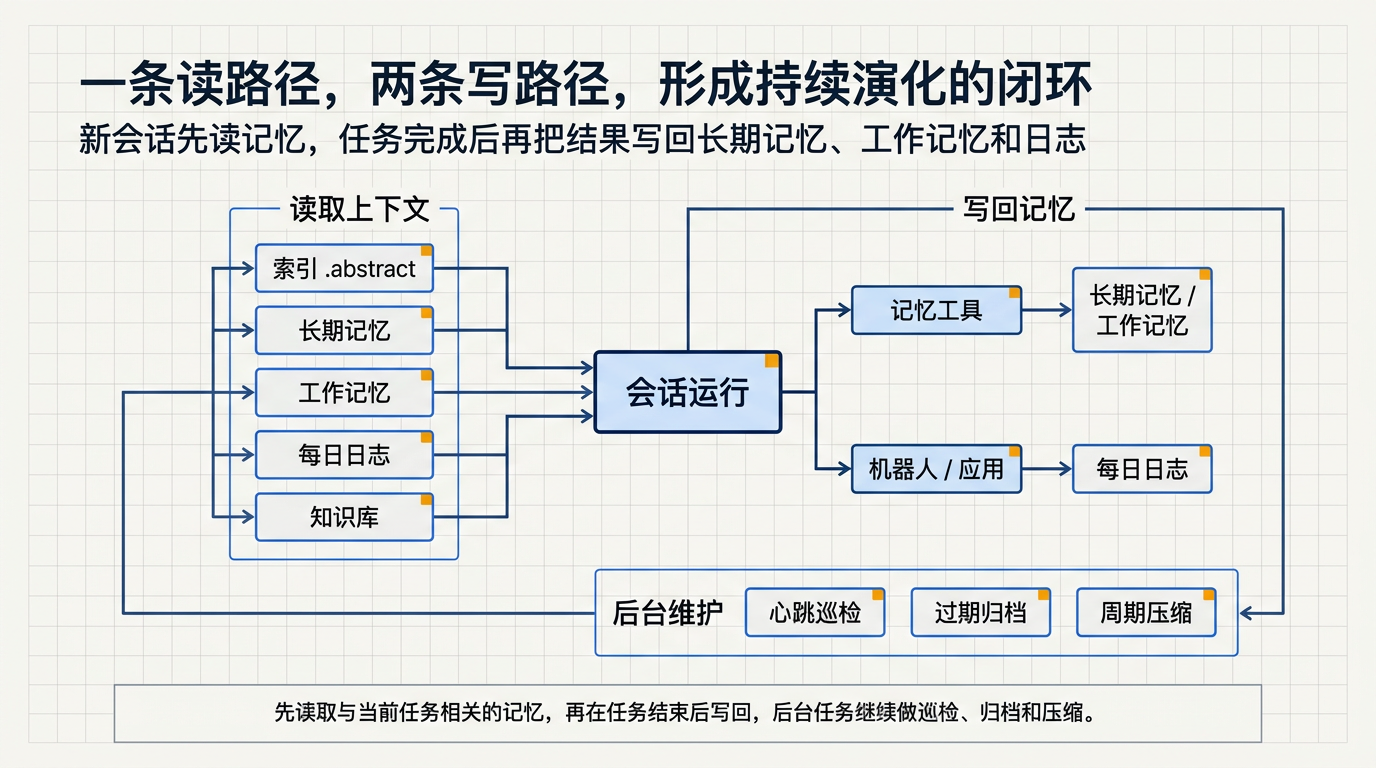 一条读路径，两条写路径，形成持续演化的闭环
新会话先读记忆，任务完成后再把结果写回长期记忆、工作记忆和日志
读取上下文
索引 .abstract
长期记忆
工作记忆
每日日志
知识库
会话运行
写回记忆
记忆工具
长期记忆 /
工作记忆
机器人 / 应用
每日日志
后台维护
心跳巡检
过期归档
周期压缩
先读取与当前任务相关的记忆，再在任务结束后写回，后台任务继续做巡检、归档和压缩。